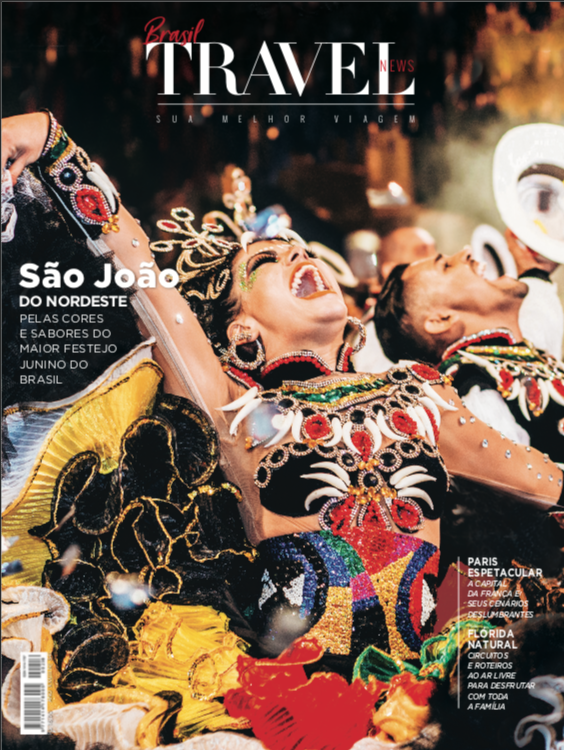 Brasil
TRAVEL
NEWS
SUA MELHOR VIAGEM
São João
DO NORDESTE
PELAS CORES
E SABORES DO
MAIOR FESTEJO
JUNINO DO
BRASIL
PARIS
ESPETACULAR
A CAPITAL
DA FRANÇA E
SEUS CENÁRIOS
DESLUMBRANTES
FLÓRIDA
NATURAL
CIRCUITOS
E ROTEIROS
AO AR LIVRE
PARA DESFRUTAR
COM TODA
A FAMÍLIA